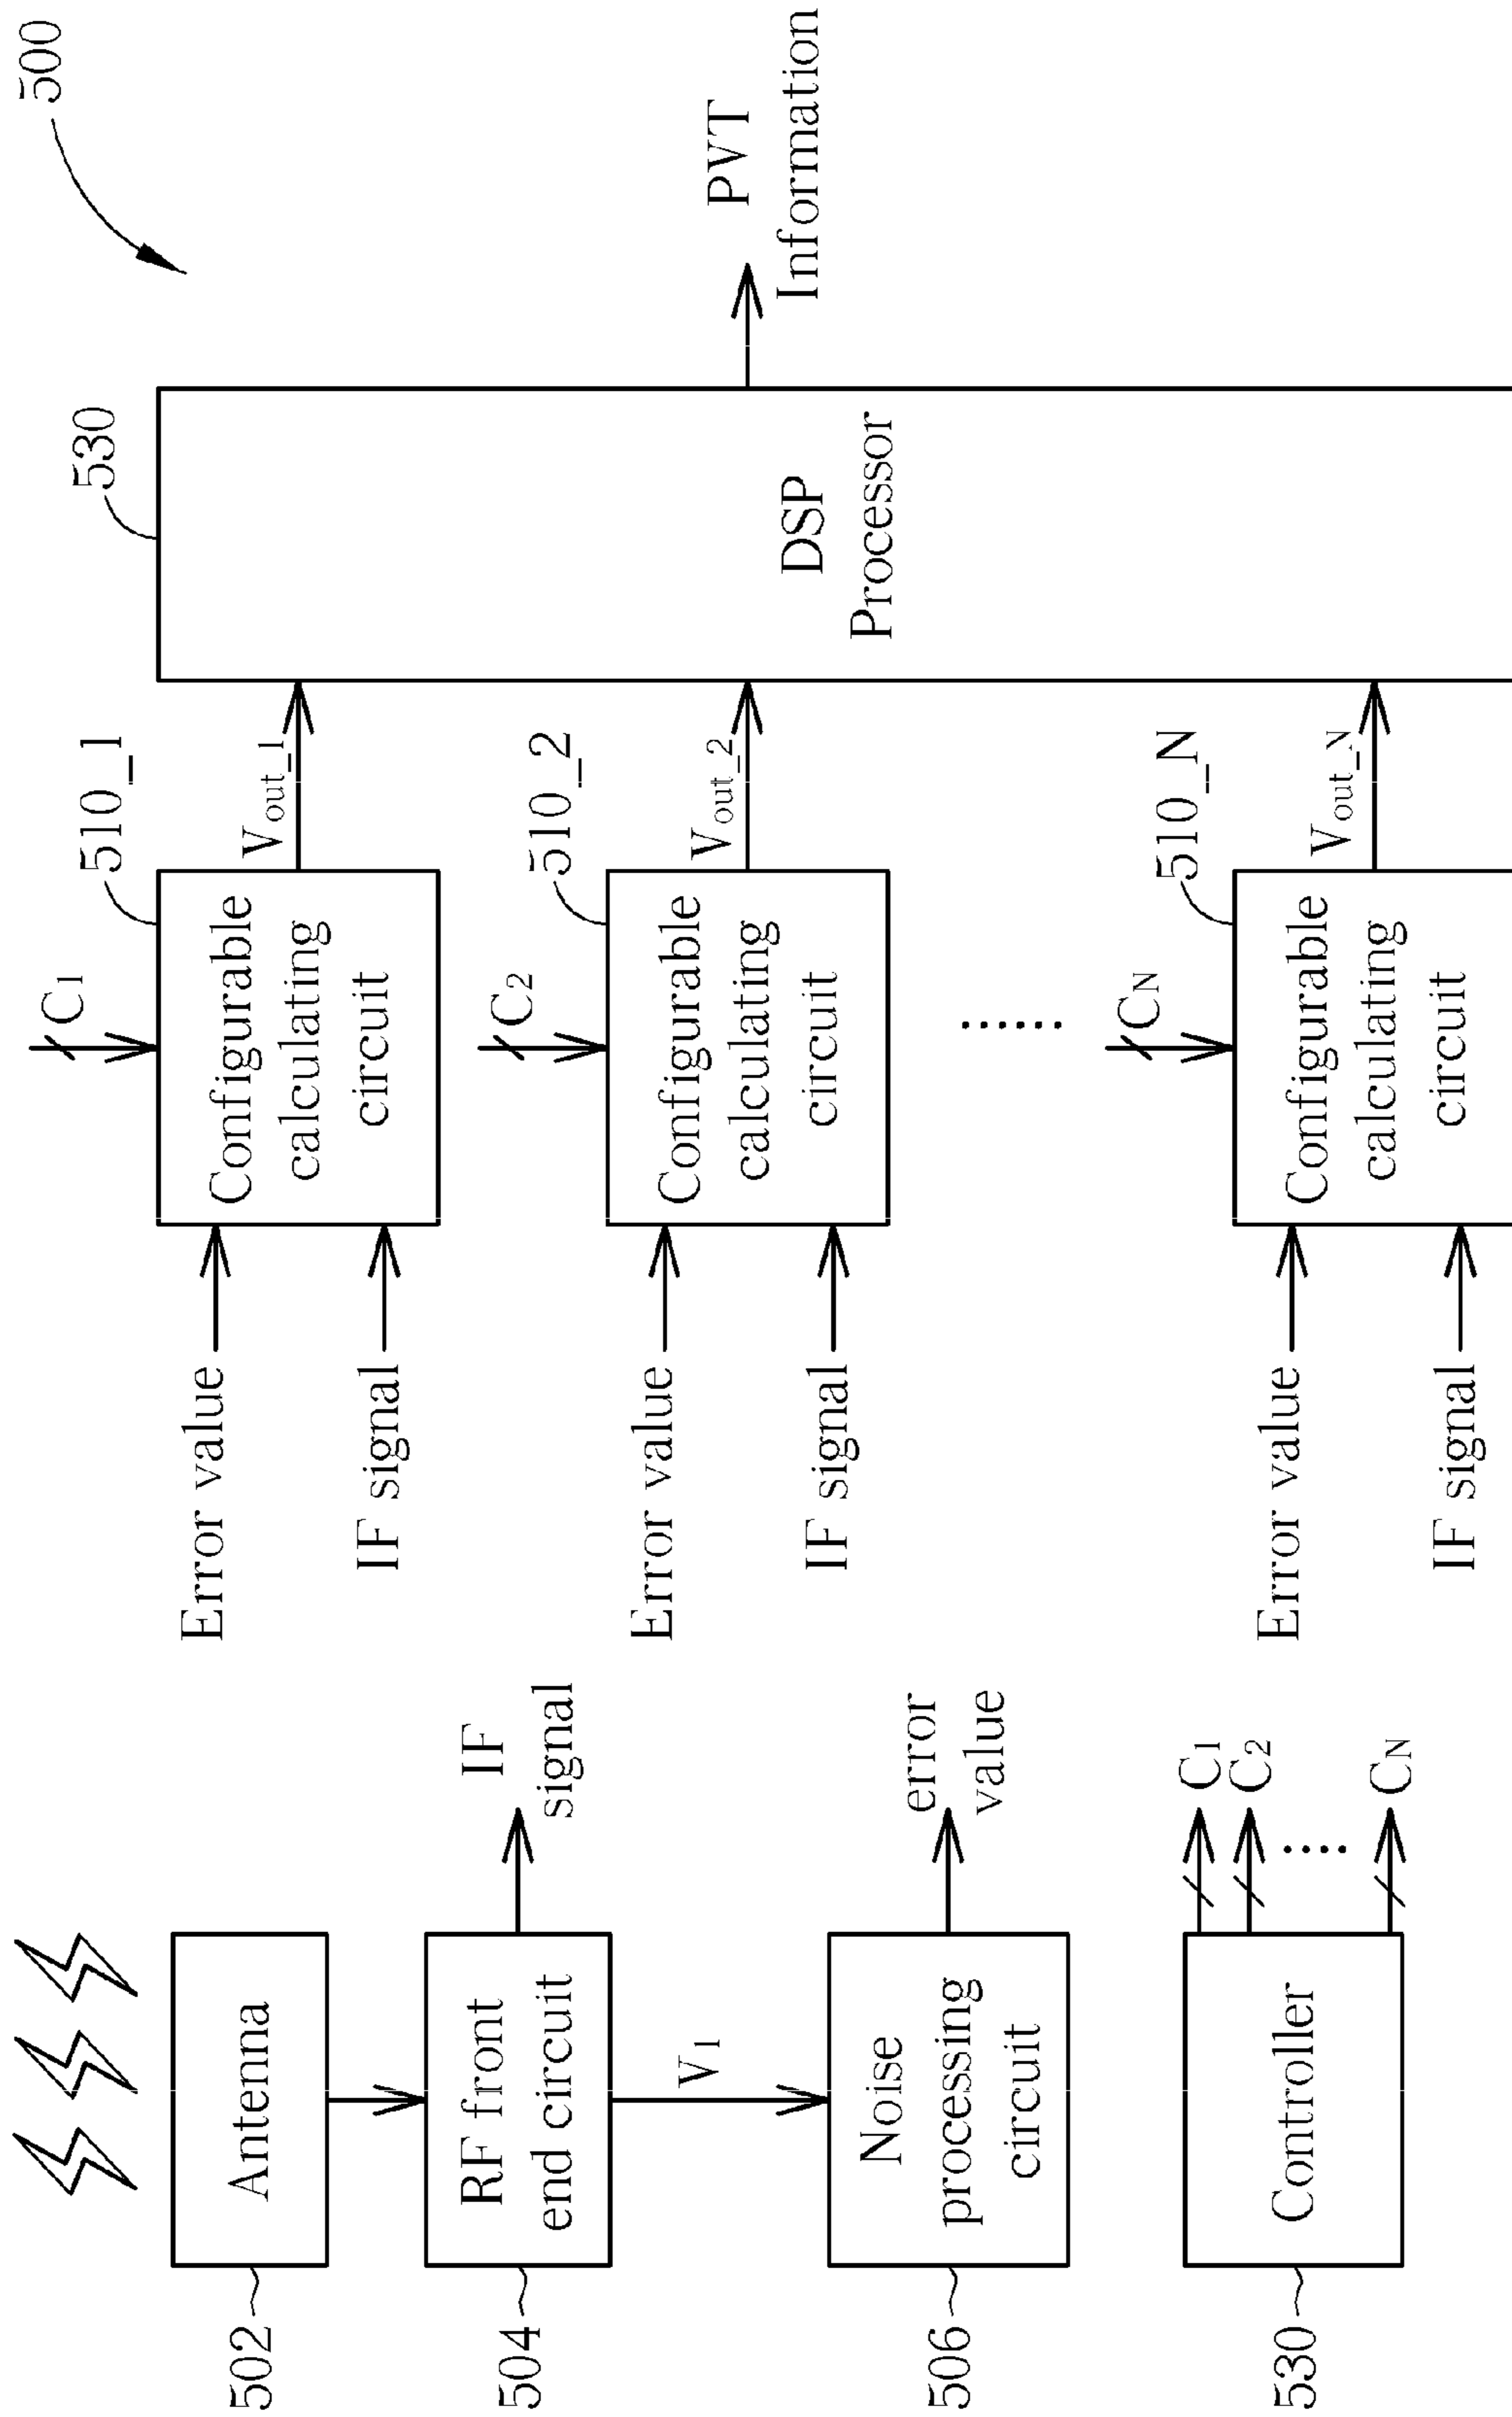 500
502
Antenna
504
RF front
end circuit
IF
signal
V1
506
Noise
processing
circuit
error
value
530
Controller
C1
C2
....
CN
Error value
IF signal
C1
510_1
Configurable
calculating
circuit
Vout_1
Error value
IF signal
C2
510_2
Configurable
calculating
circuit
Vout_2
......
Error value
IF signal
CN
510_N
Configurable
calculating
circuit
Vout_N
530
DSP
Processor
PVT
Information